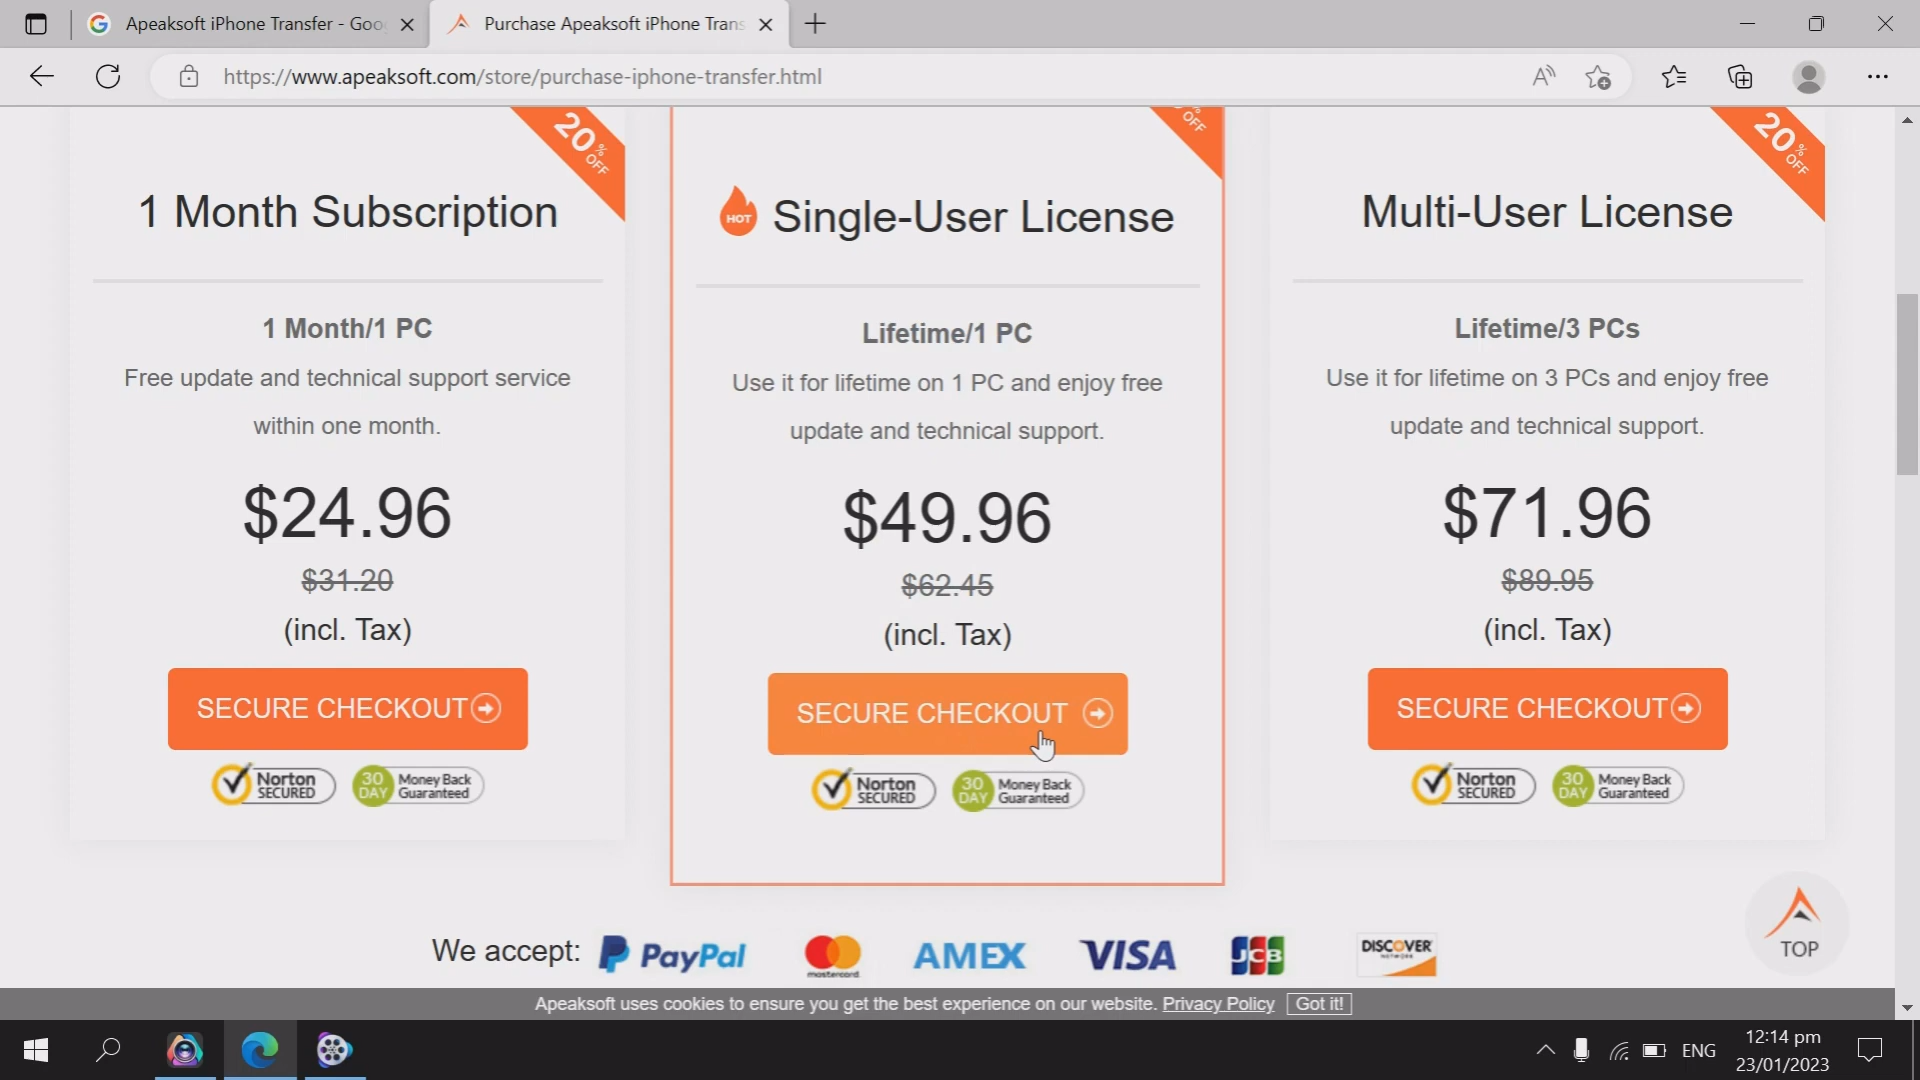 Apeaksoft iPhone Transfer - Goo
Purchase Apeaksoft iPhone Trans
https://www.apeaksoft.com/store/purchase-iphone-transfer.html
20% OFF
1 Month Subscription
1 Month/1 PC
Free update and technical support service
within one month.
$24.96
$31.20
(incl. Tax)
SECURE CHECKOUT
Norton
SECURED
30
DAY
Money Back
Guaranteed
% OFF
HOT
Single-User License
Lifetime/1 PC
Use it for lifetime on 1 PC and enjoy free
update and technical support.
$49.96
$62.45
(incl. Tax)
SECURE CHECKOUT
Norton
SECURED
30
DAY
Money Back
Guaranteed
20% OFF
Multi-User License
Lifetime/3 PCs
Use it for lifetime on 3 PCs and enjoy free
update and technical support.
$71.96
$89.95
(incl. Tax)
SECURE CHECKOUT
Norton
SECURED
30
DAY
Money Back
Guaranteed
We accept: PayPal mastercard AMEX VISA JCB DISCOVER NETWORK
TOP
Apeaksoft uses cookies to ensure you get the best experience on our website. Privacy Policy Got it!
ENG
12:14 pm
23/01/2023